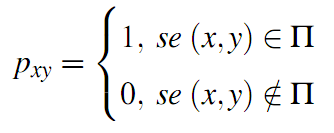 1, se (x,y) ∈ Π
p_{xy} = {
0, se (x,y) ∉ Π